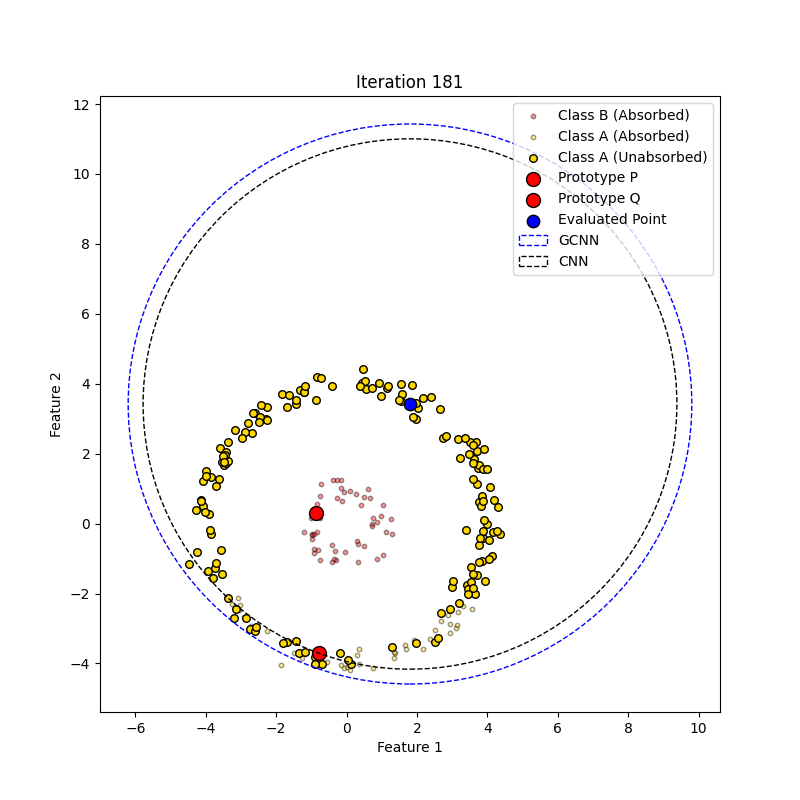 Iteration 181
Class B (Absorbed)
Class A (Absorbed)
Class A (Unabsorbed)
Prototype P
Prototype Q
Evaluated Point
GCNN
CNN
12
10
8
6
4
2
0
−2
−4
Feature 2
−6 −4 −2 0 2 4 6 8 10
Feature 1